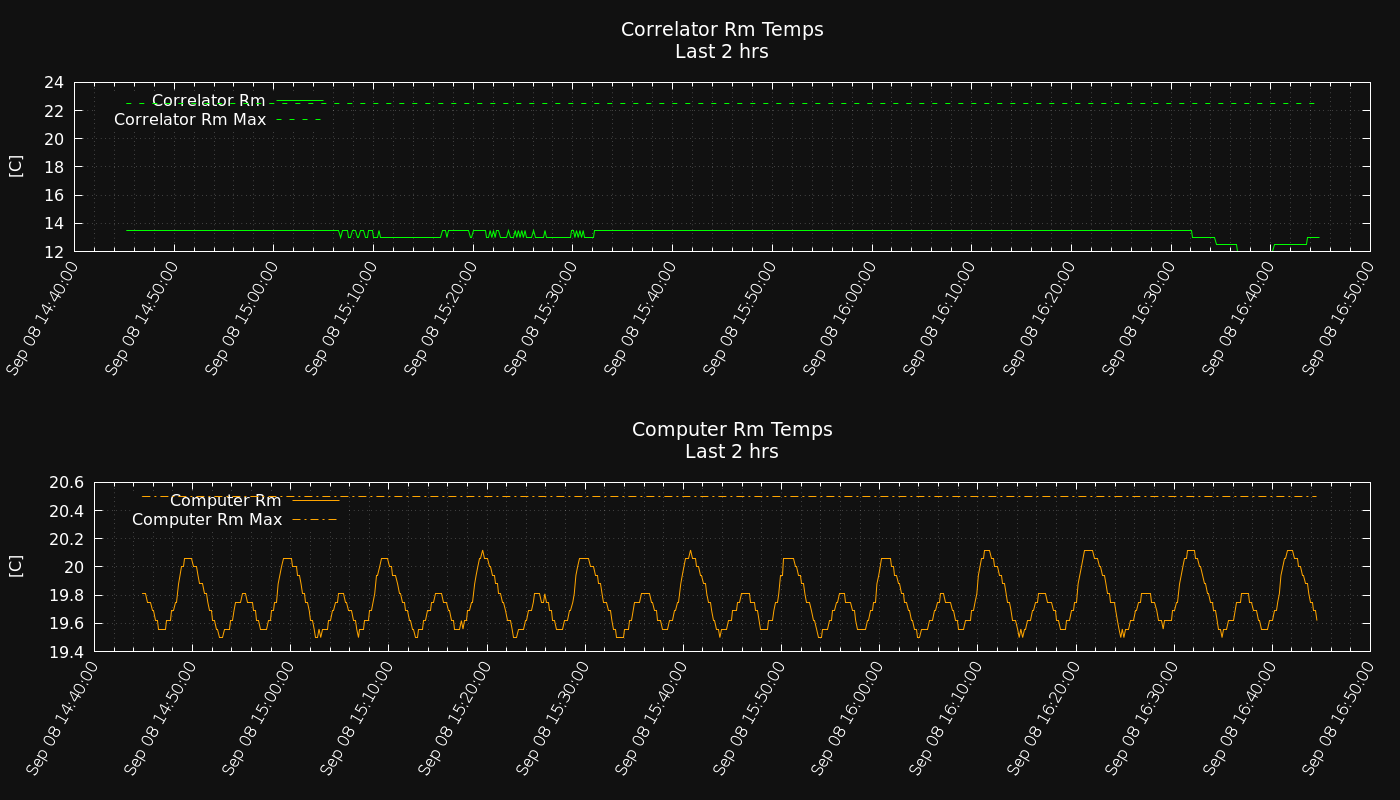 Correlator Rm Temps
Last 2 hrs
[C]
24
22
20
18
16
14
12
Correlator Rm
Correlator Rm Max
Sep 08 14:40:00
Sep 08 14:50:00
Sep 08 15:00:00
Sep 08 15:10:00
Sep 08 15:20:00
Sep 08 15:30:00
Sep 08 15:40:00
Sep 08 15:50:00
Sep 08 16:00:00
Sep 08 16:10:00
Sep 08 16:20:00
Sep 08 16:30:00
Sep 08 16:40:00
Sep 08 16:50:00
Computer Rm Temps
Last 2 hrs
[C]
20.6
20.4
20.2
20
19.8
19.6
19.4
Computer Rm
Computer Rm Max
Sep 08 14:40:00
Sep 08 14:50:00
Sep 08 15:00:00
Sep 08 15:10:00
Sep 08 15:20:00
Sep 08 15:30:00
Sep 08 15:40:00
Sep 08 15:50:00
Sep 08 16:00:00
Sep 08 16:10:00
Sep 08 16:20:00
Sep 08 16:30:00
Sep 08 16:40:00
Sep 08 16:50:00